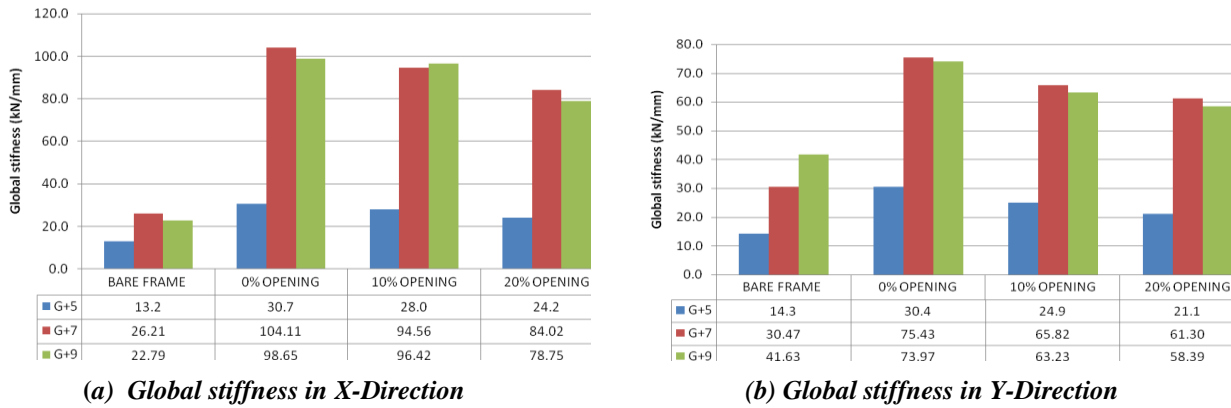 120.0
100.0
80.0
60.0
40.0
20.0
0.0
Global stifness (kN/mm)
BARE FRAME 0% OPENING 10% OPENING 20% OPENING
G+5 13.2 30.7 28.0 24.2
G+7 26.21 104.11 94.56 84.02
G+9 22.79 98.65 96.42 78.75
(a) Global stiffness in X-Direction
80.0
70.0
60.0
50.0
40.0
30.0
20.0
10.0
0.0
Global stifness (kN/mm)
BARE FRAME 0% OPENING 10% OPENING 20% OPENING
G+5 14.3 30.4 24.9 21.1
G+7 30.47 75.43 65.82 61.30
G+9 41.63 73.97 63.23 58.39
(b) Global stiffness in Y-Direction